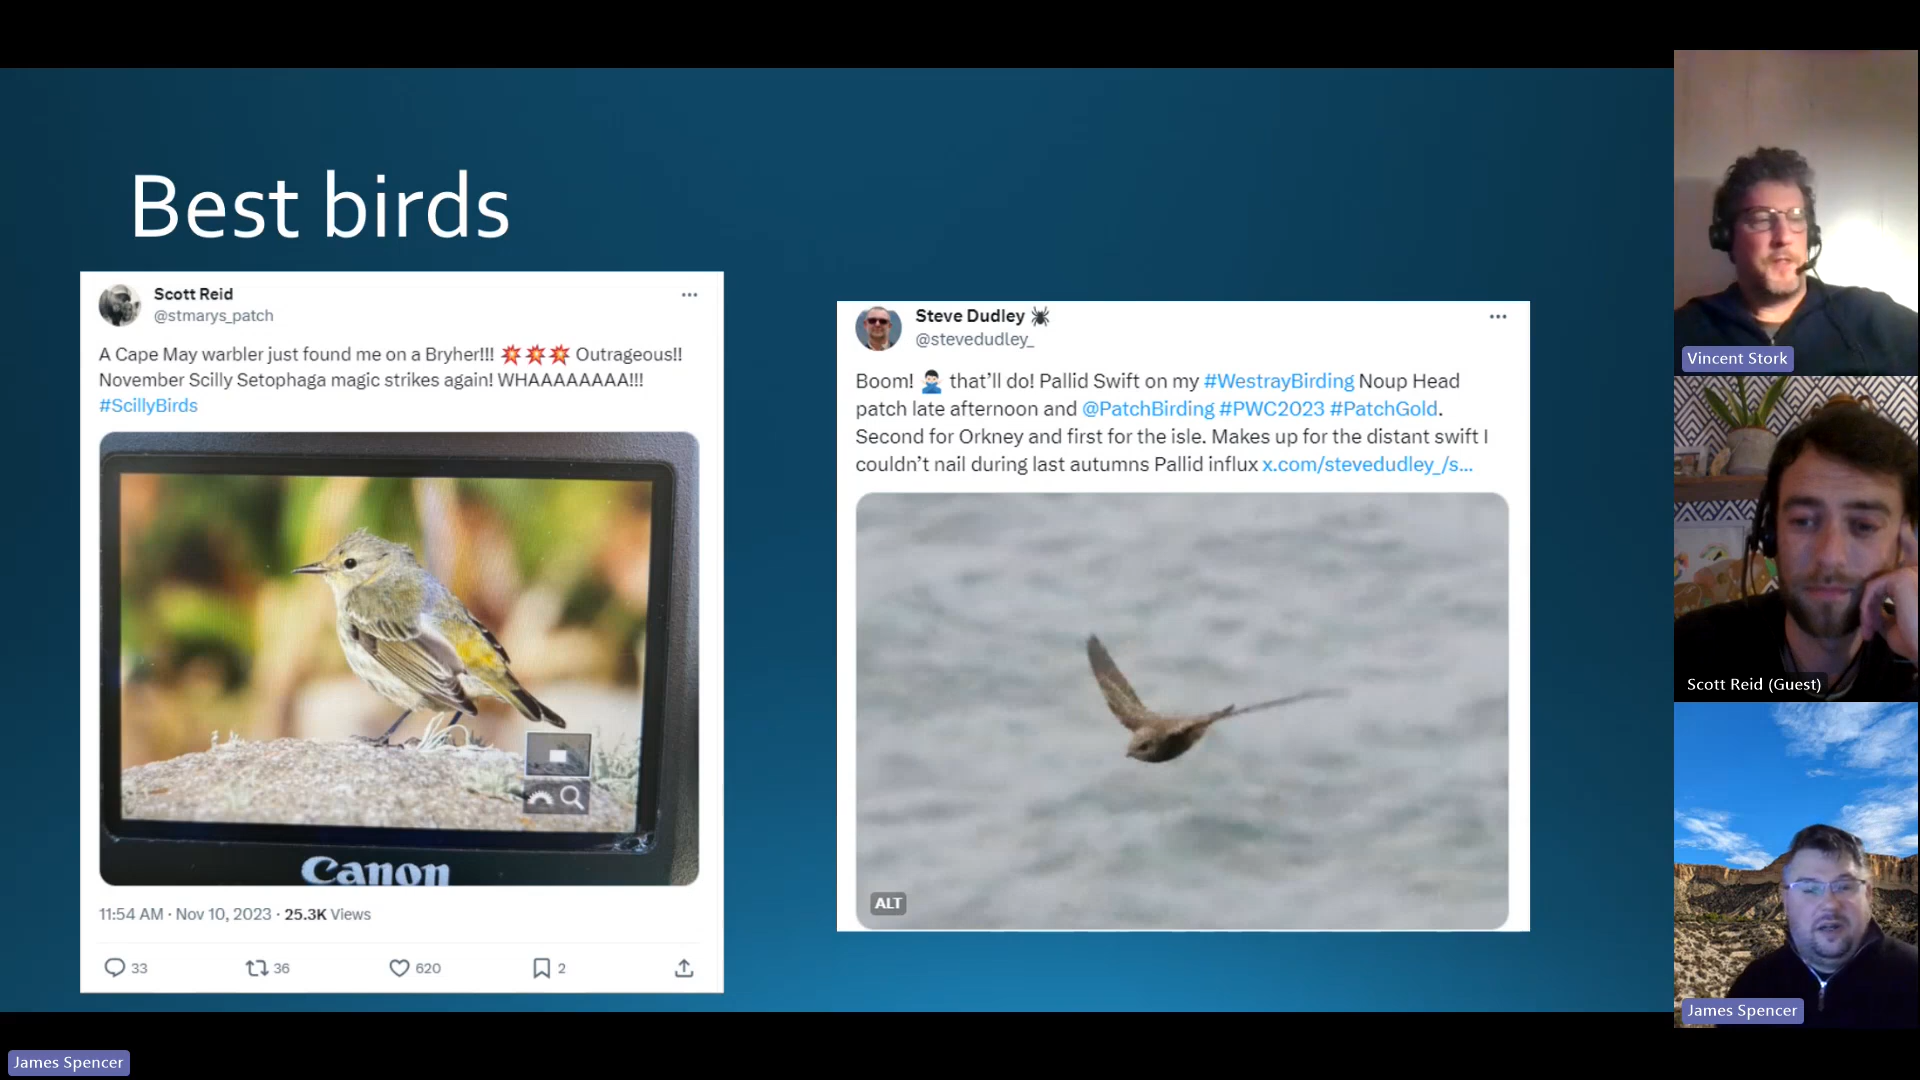 Best birds
Scott Reid
@stmarys_patch
A Cape May warbler just found me on a Bryher!!! 💥💥💥 Outrageous!!
November Scilly Setophaga magic strikes again! WHAAAAAAAA!!!
#ScillyBirds
Canon
11:54 AM · Nov 10, 2023 · 25.3K Views
33 36 620 2
Steve Dudley 🕷
@stevedudley_
Boom! 🙅🏻‍♂️ that’ll do! Pallid Swift on my #WestrayBirding Noup Head
patch late afternoon and @PatchBirding #PWC2023 #PatchGold.
Second for Orkney and first for the isle. Makes up for the distant swift I
couldn’t nail during last autumns Pallid influx x.com/stevedudley_/s...
ALT
Vincent Stork
Scott Reid (Guest)
James Spencer
James Spencer